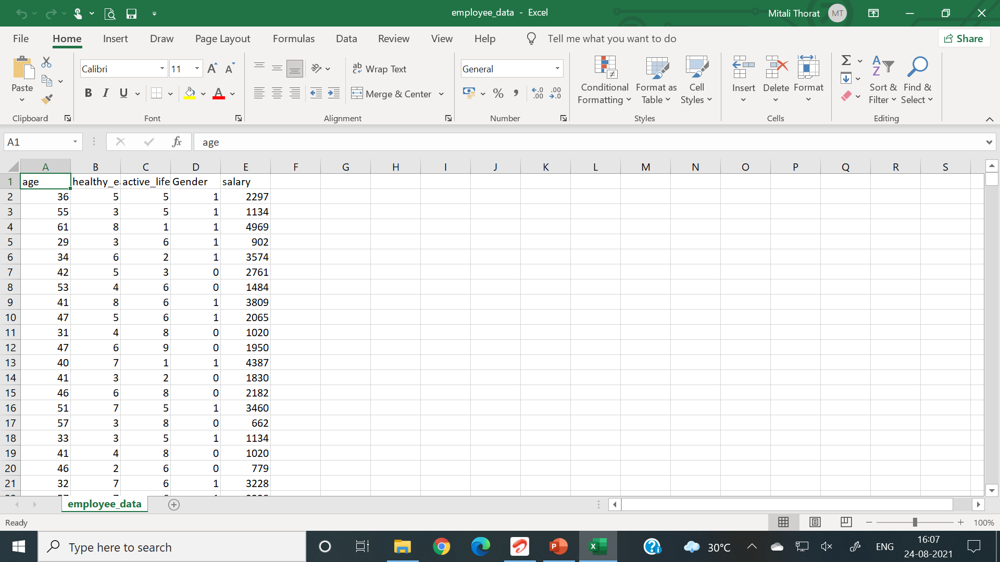 employee_data - Excel
Mitali Thorat MT
File Home Insert Draw Page Layout Formulas Data Review View Help Tell me what you want to do Share
Paste
Calibri 11 A A
B I U A
ab Wrap Text
Merge & Center
General
% , .0 .00 .00 .0
Conditional Formatting
Format as Table
Cell Styles
Insert Delete Format
Σ
A Z
Sort & Filter
Find & Select
Clipboard Font Alignment Number Styles Cells Editing
A1 fx age
A B C D E F G H I J K L M N O P Q R S
1 age healthy_ea active_life Gender salary
2 36 5 5 1 2297
3 55 3 5 1 1134
4 61 8 1 1 4969
5 29 3 6 1 902
6 34 6 2 1 3574
7 42 5 3 0 2761
8 53 4 6 0 1484
9 41 8 6 1 3809
10 47 5 6 1 2065
11 31 4 8 0 1020
12 47 6 9 0 1950
13 40 7 1 1 4387
14 41 3 2 0 1830
15 46 6 8 0 2182
16 51 7 5 1 3460
17 57 3 8 0 662
18 33 3 5 1 1134
19 41 4 8 0 1020
20 46 2 6 0 779
21 32 7 6 1 3228
employee_data
Ready
100%
Type here to search
30°C
ENG
16:07
24-08-2021